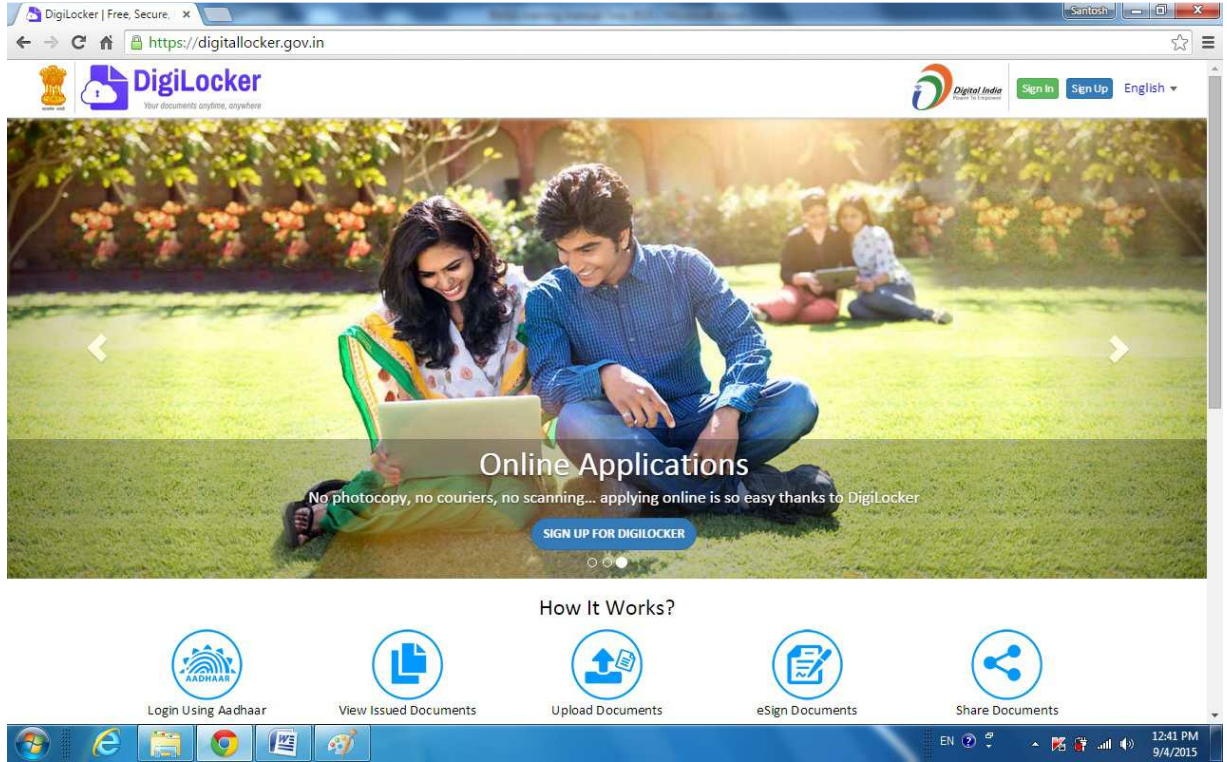 DigiLocker | Free, Secure,
Santosh
https://digitallocker.gov.in
DigiLocker
Your documents anytime, anywhere
Digital India
Power To Empower
Sign In
Sign Up
English
Online Applications
No photocopy, no couriers, no scanning... applying online is so easy thanks to DigiLocker
SIGN UP FOR DIGILOCKER
How It Works?
AADHAAR
Login Using Aadhaar
View Issued Documents
Upload Documents
eSign Documents
Share Documents
EN
12:41 PM
9/4/2015